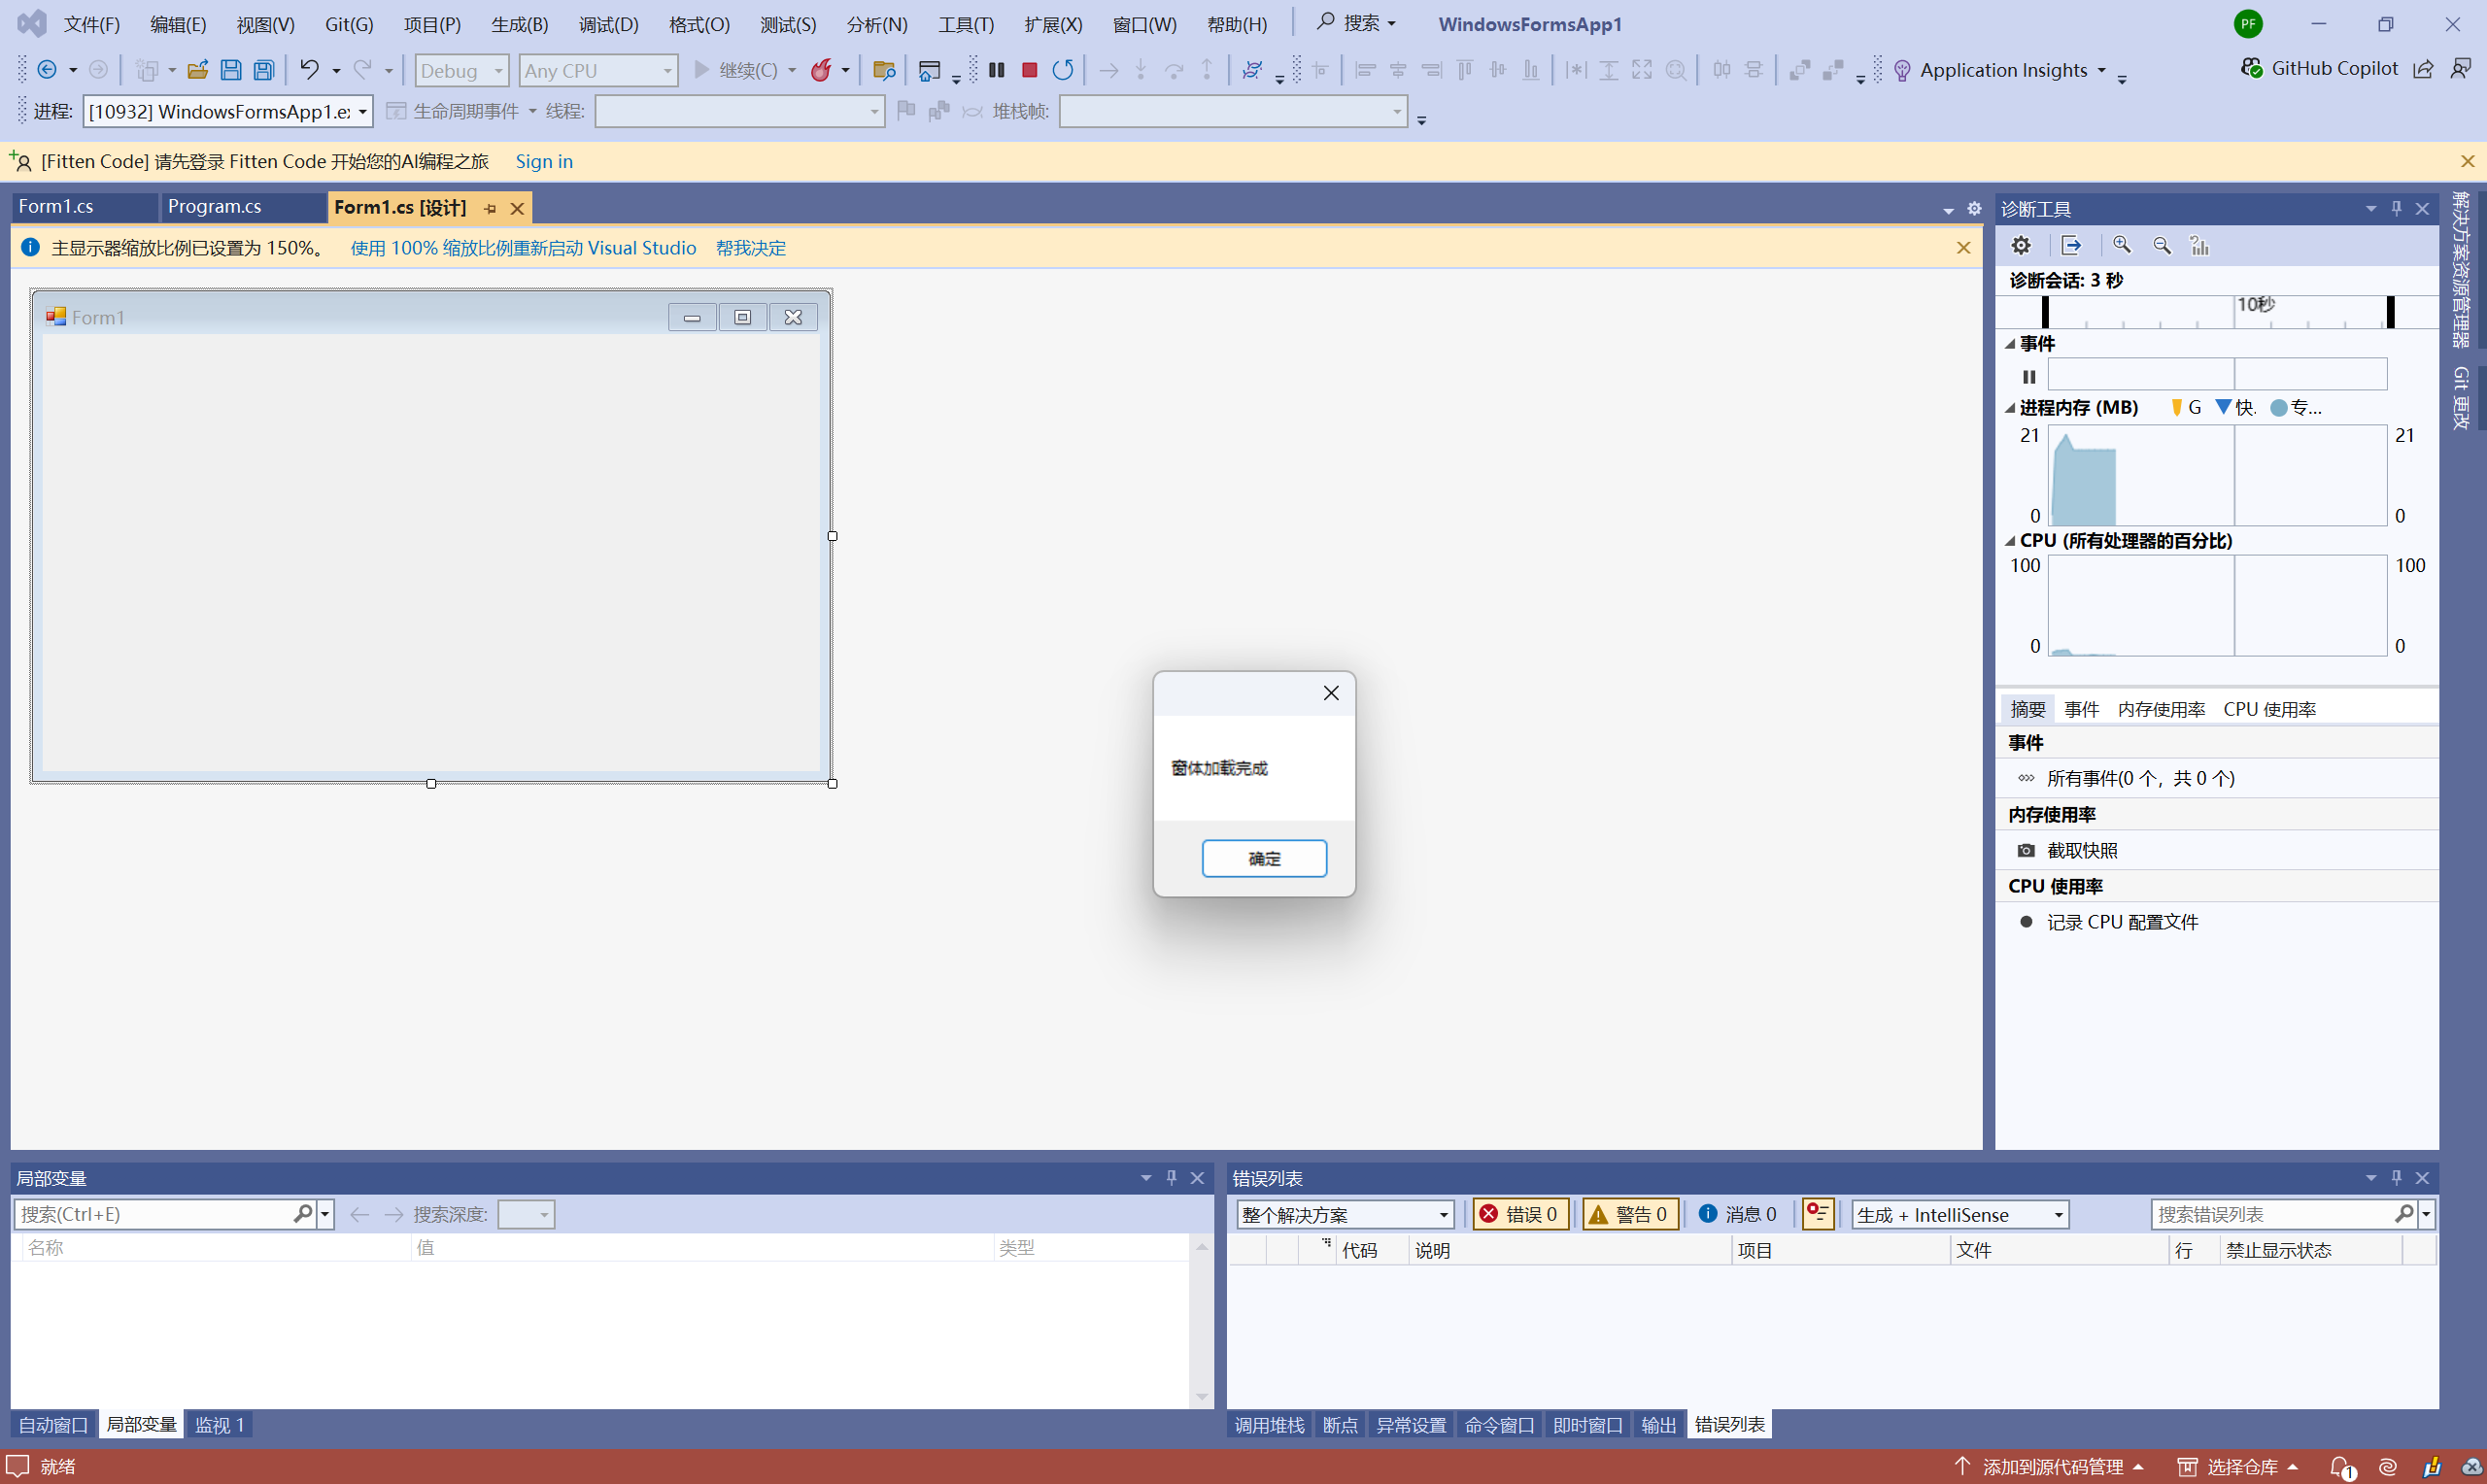 文件(F) 编辑(E) 视图(V) Git(G) 项目(P) 生成(B) 调试(D) 格式(O) 测试(S) 分析(N) 工具(T) 扩展(X) 窗口(W) 帮助(H) 搜索 WindowsFormsApp1 PF
Debug Any CPU 继续(C) Application Insights GitHub Copilot
进程: [10932] WindowsFormsApp1.e 生命周期事件 线程: 堆栈帧:
[Fitten Code] 请先登录 Fitten Code 开始您的AI编程之旅 Sign in
Form1.cs Program.cs Form1.cs [设计]
主显示器缩放比例已设置为 150%。 使用 100% 缩放比例重新启动 Visual Studio 帮我决定
Form1
窗体加载完成
确定
诊断工具
诊断会话: 3 秒
10秒
事件
进程内存 (MB) G 快. 专...
21 21
0 0
CPU (所有处理器的百分比)
100 100
0 0
摘要 事件 内存使用率 CPU 使用率
事件
所有事件(0 个，共 0 个)
内存使用率
截取快照
CPU 使用率
记录 CPU 配置文件
解决方案资源管理器
Git 更改
局部变量
搜索(Ctrl+E) 搜索深度:
名称 值 类型
自动窗口 局部变量 监视 1
错误列表
整个解决方案 错误 0 警告 0 消息 0 生成 + IntelliSense 搜索错误列表
代码 说明 项目 文件 行 禁止显示状态
调用堆栈 断点 异常设置 命令窗口 即时窗口 输出 错误列表
就绪 添加到源代码管理 选择仓库 1